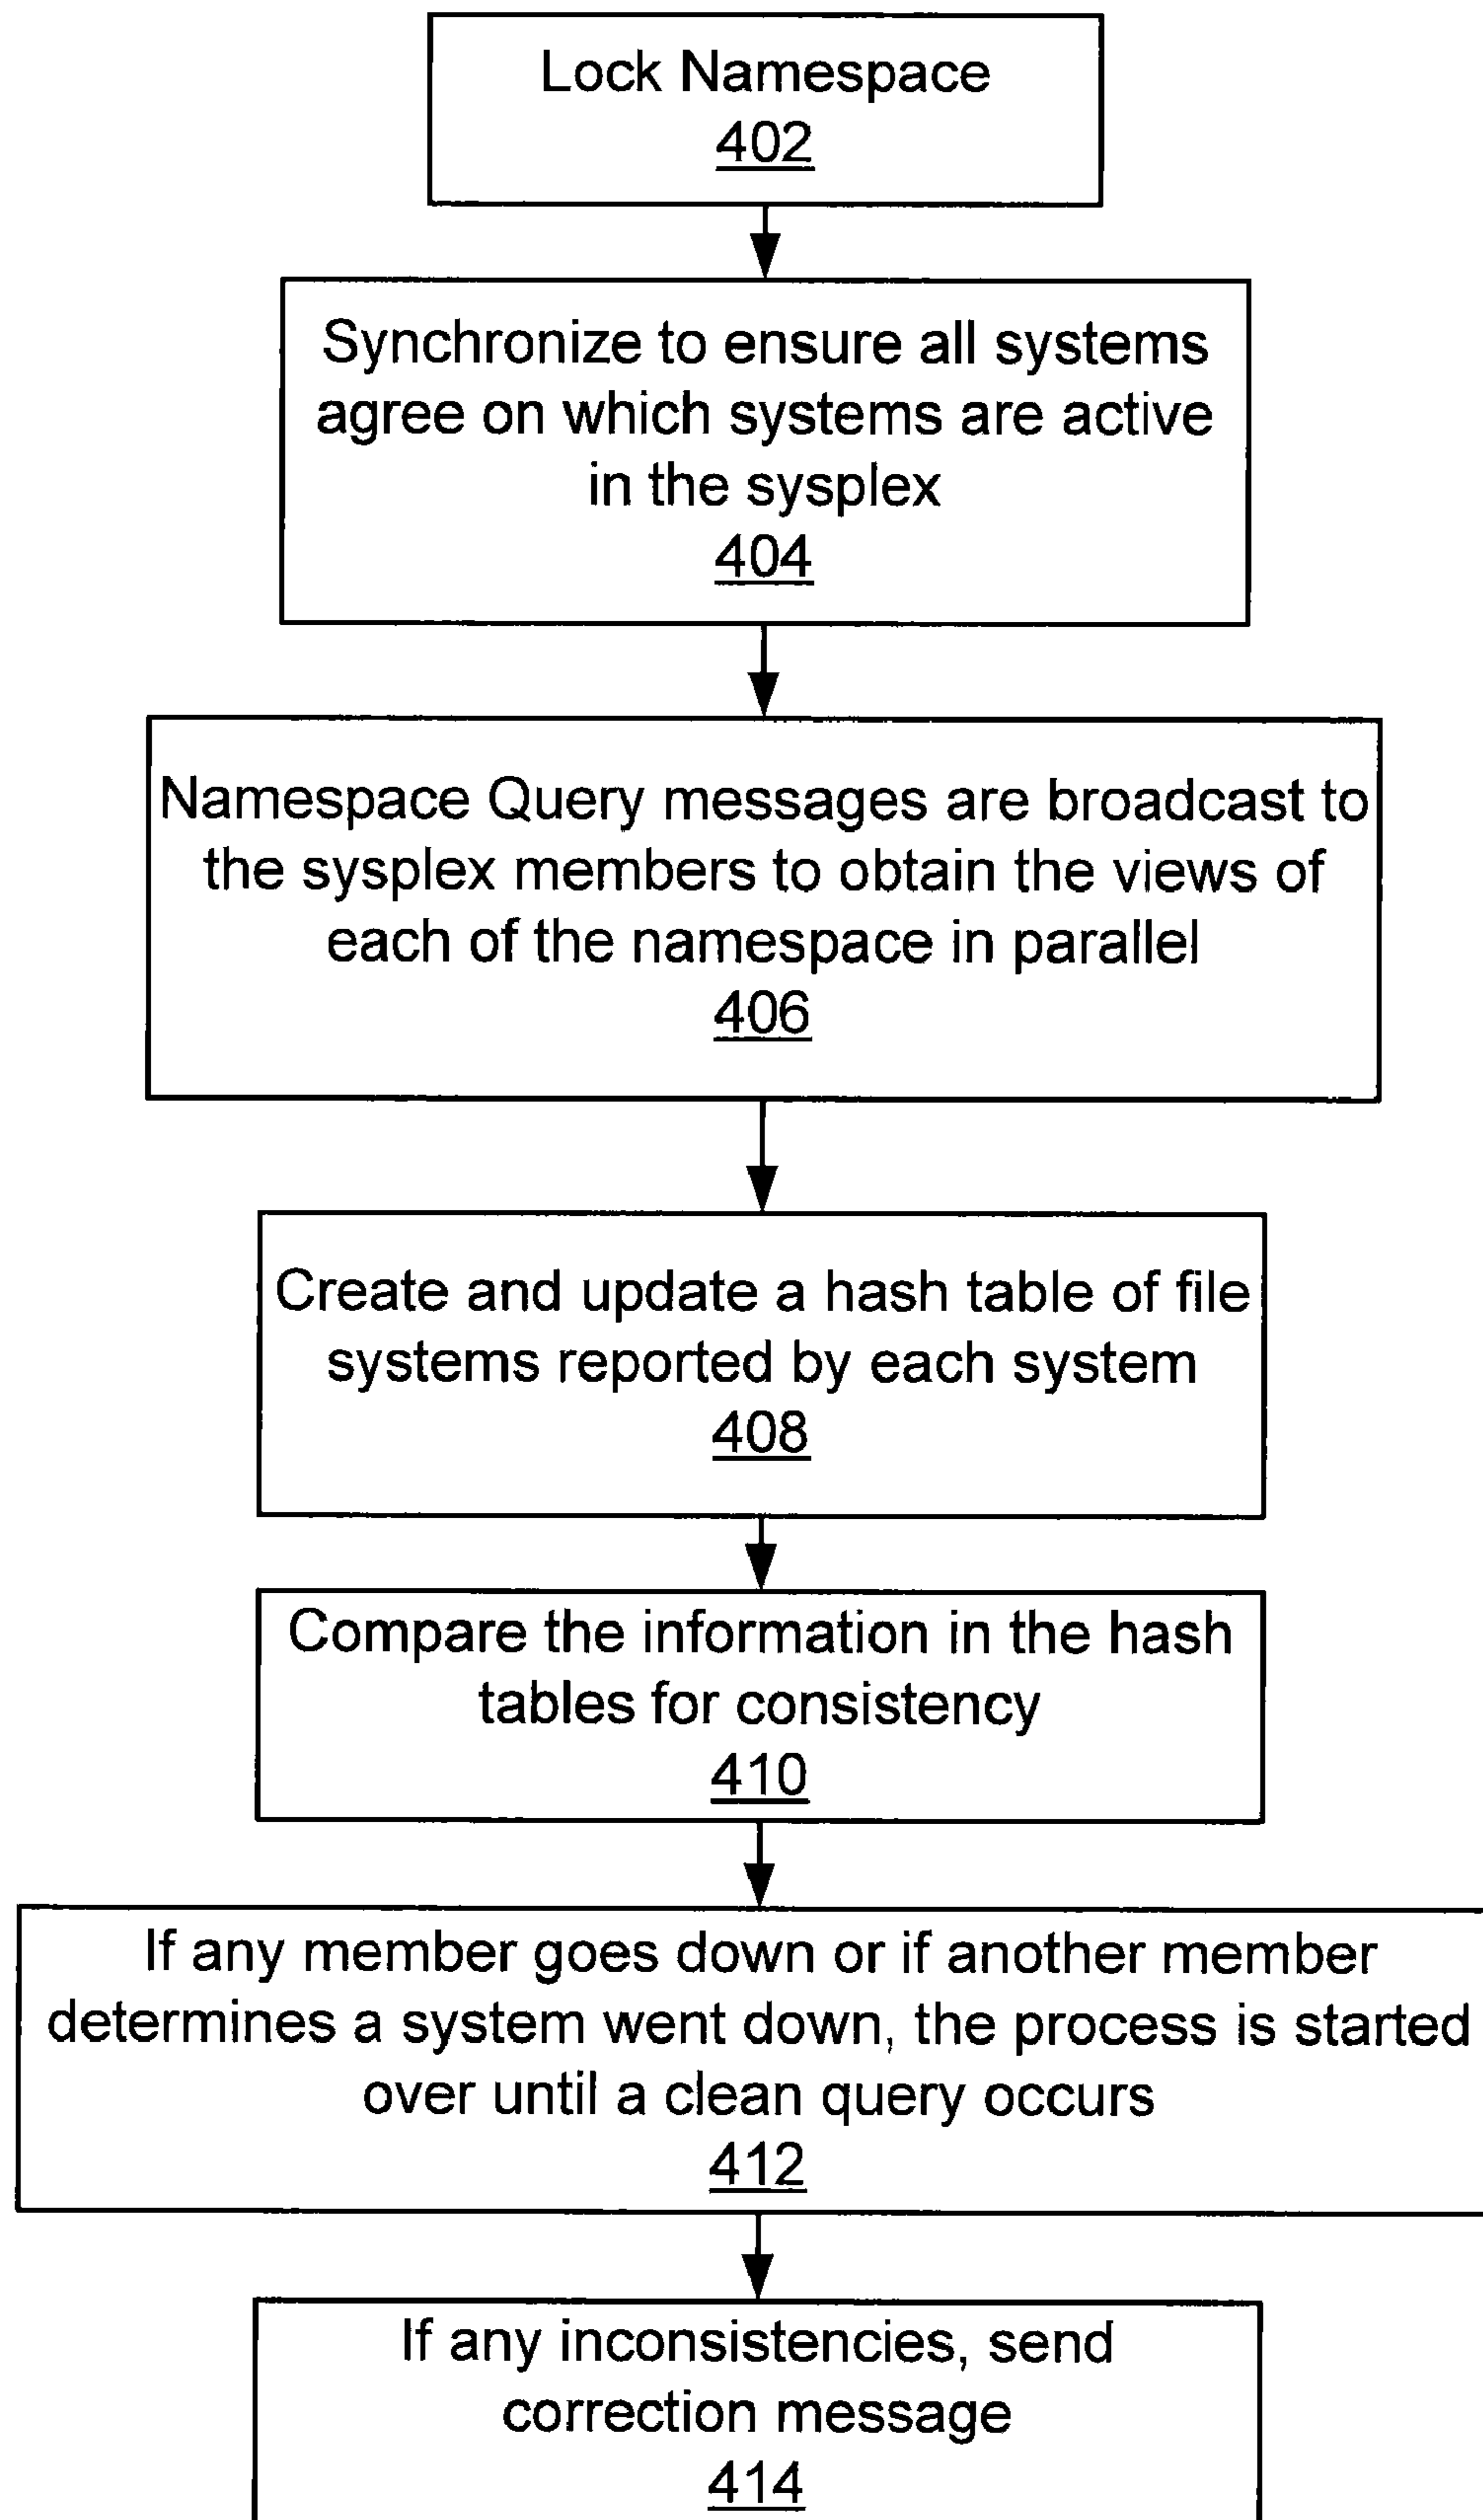 Lock Namespace
402
Synchronize to ensure all systems
agree on which systems are active
in the sysplex
404
Namespace Query messages are broadcast to
the sysplex members to obtain the views of
each of the namespace in parallel
406
Create and update a hash table of file
systems reported by each system
408
Compare the information in the hash
tables for consistency
410
If any member goes down or if another member
determines a system went down, the process is started
over until a clean query occurs
412
If any inconsistencies, send
correction message
414